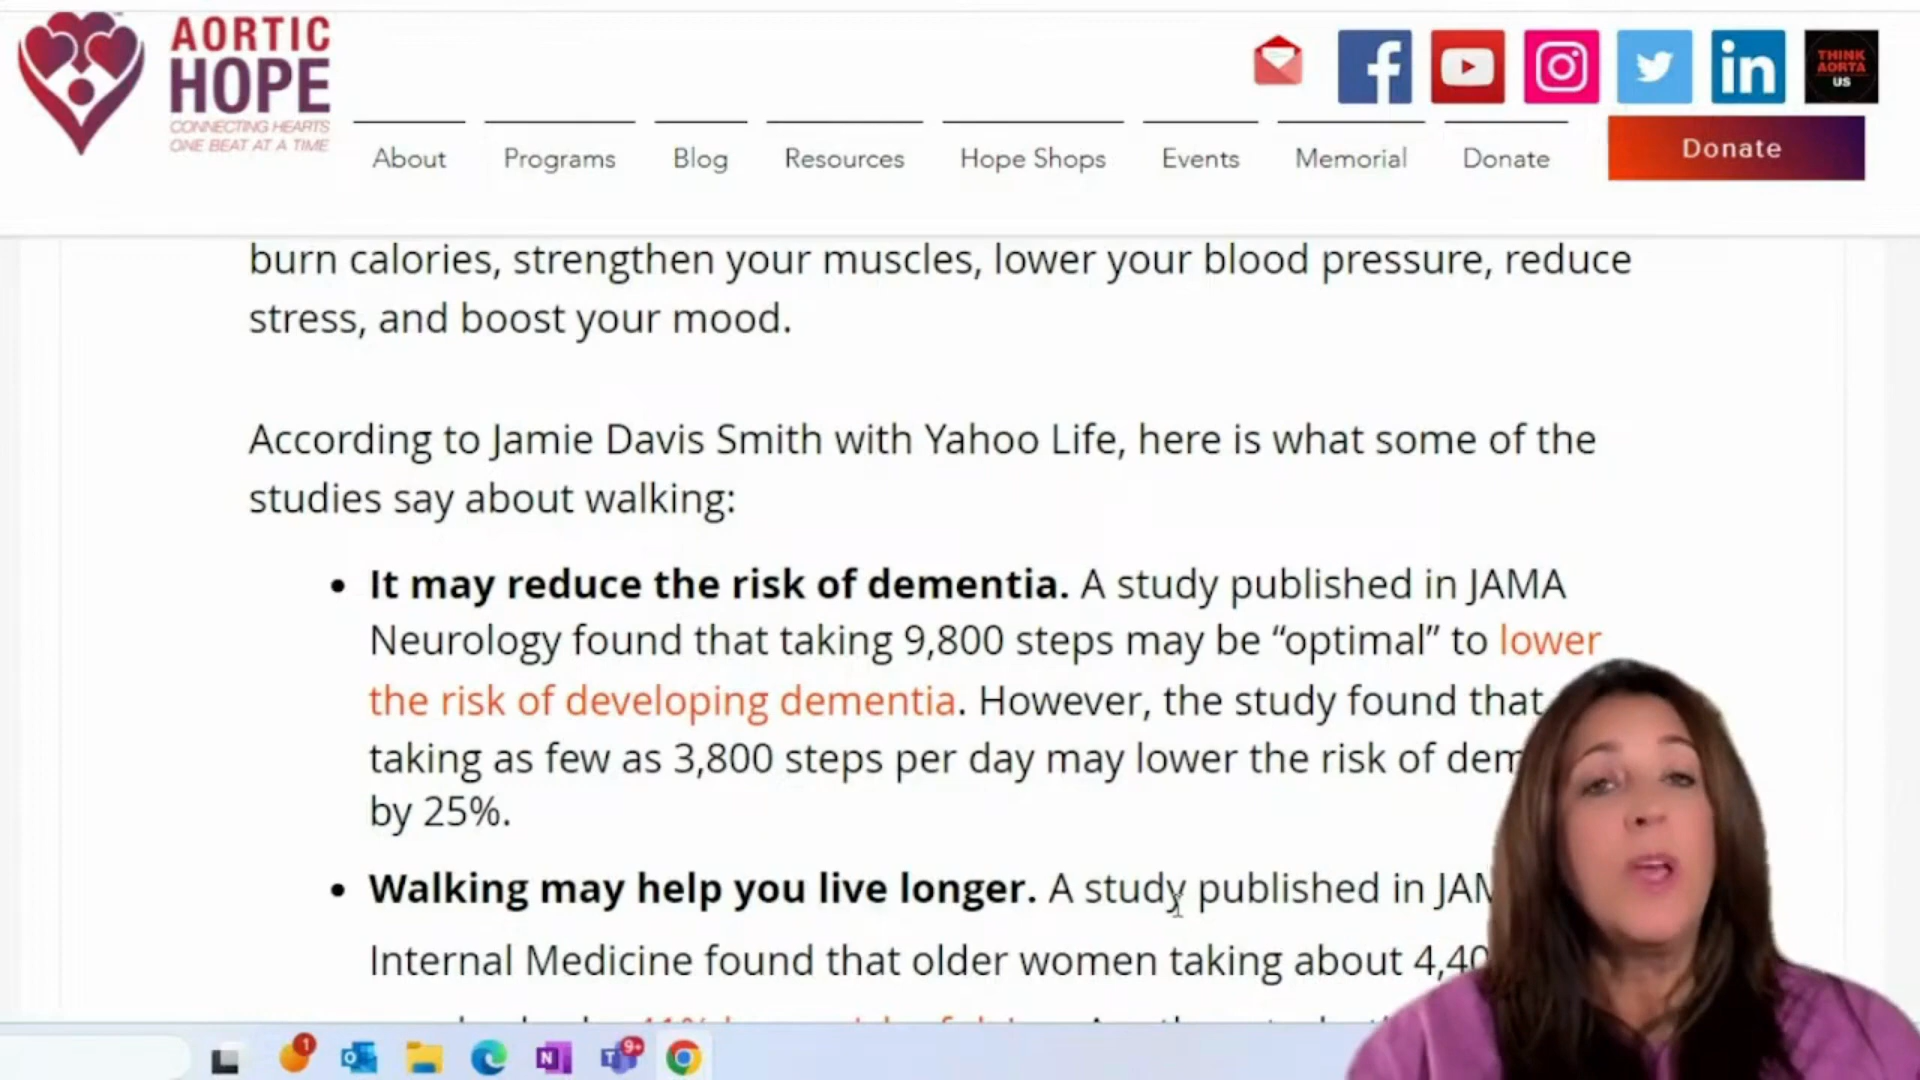 AORTIC
HOPE
CONNECTING HEARTS
ONE BEAT AT A TIME
THINK
AORTA
US
About Programs Blog Resources Hope Shops Events Memorial Donate Donate
burn calories, strengthen your muscles, lower your blood pressure, reduce
stress, and boost your mood.
According to Jamie Davis Smith with Yahoo Life, here is what some of the
studies say about walking:
• It may reduce the risk of dementia. A study published in JAMA
Neurology found that taking 9,800 steps may be “optimal” to lower
the risk of developing dementia. However, the study found that
taking as few as 3,800 steps per day may lower the risk of dem
by 25%.
• Walking may help you live longer. A study published in JAM
Internal Medicine found that older women taking about 4,40
1
9+